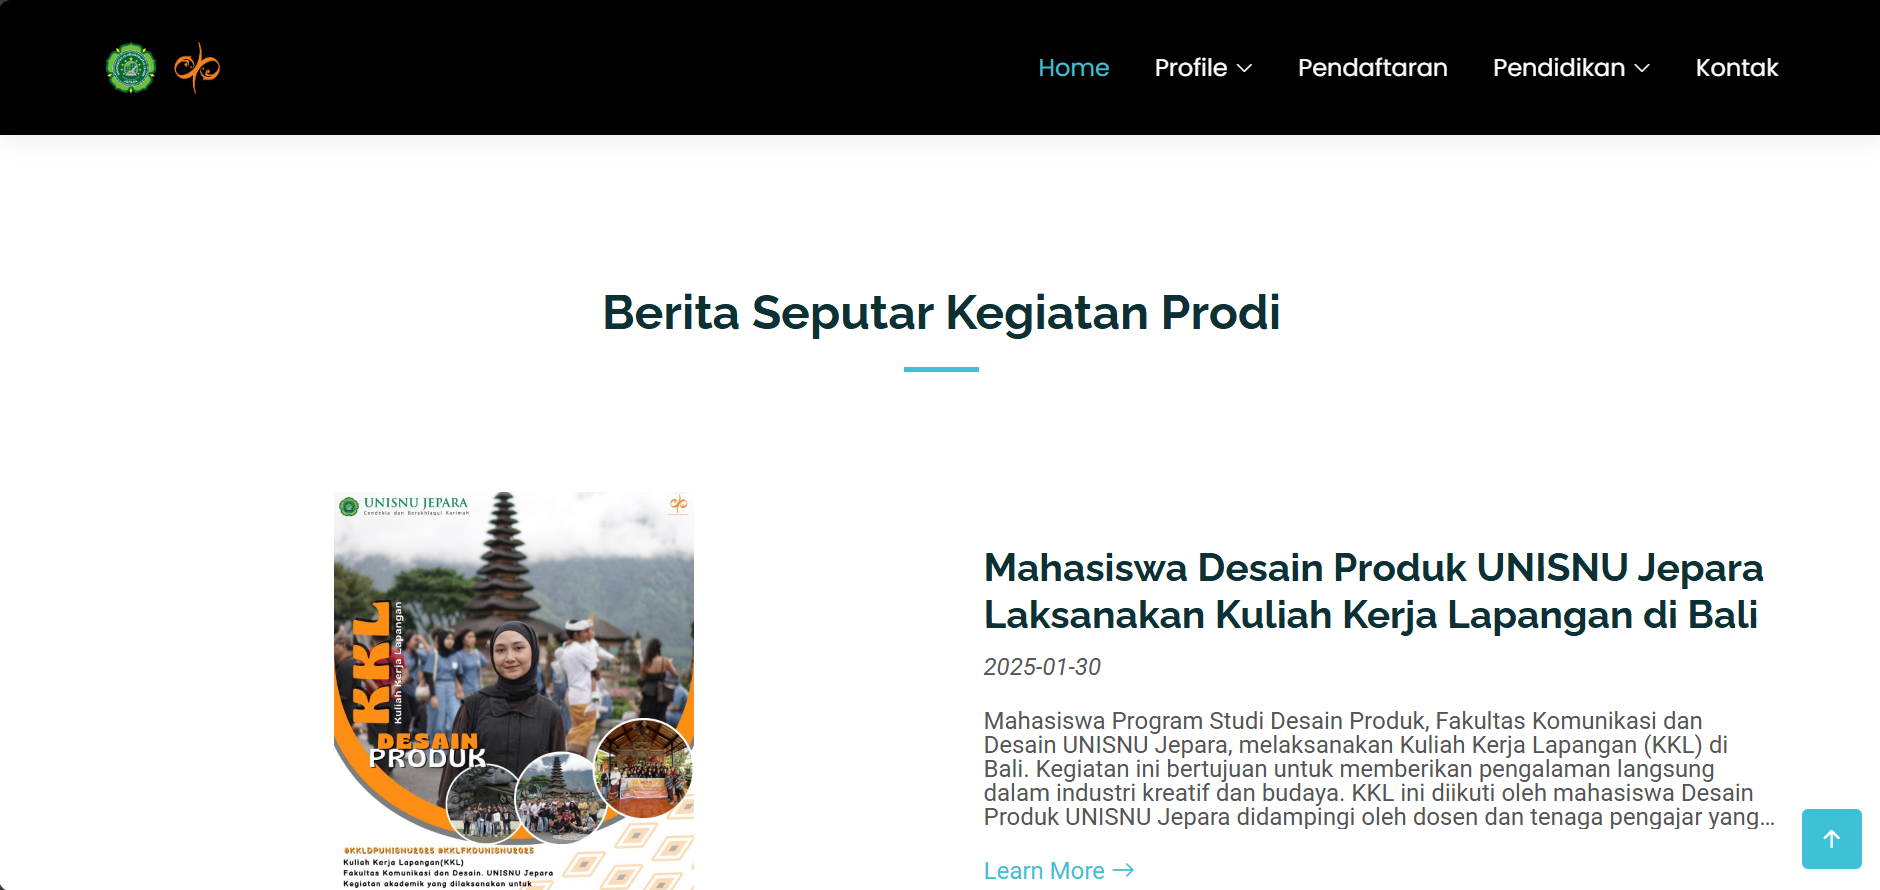 Home
Profile
Pendaftaran
Pendidikan
Kontak
Berita Seputar Kegiatan Prodi
UNISNU JEPARA
Cendekia dan Berakhlaqul Karimah
KKL
Kuliah Kerja Lapangan
DESAIN
PRODUK
@KKLDPUNISNU2025 @KKLFKDUNISNU2025
Kuliah Kerja Lapangan(KKL)
Fakultas Komunikasi dan Desain. UNISNU Jepara
Kegiatan akademik yang dilaksanakan untuk
Mahasiswa Desain Produk UNISNU Jepara
Laksanakan Kuliah Kerja Lapangan di Bali
2025-01-30
Mahasiswa Program Studi Desain Produk, Fakultas Komunikasi dan
Desain UNISNU Jepara, melaksanakan Kuliah Kerja Lapangan (KKL) di
Bali. Kegiatan ini bertujuan untuk memberikan pengalaman langsung
dalam industri kreatif dan budaya. KKL ini diikuti oleh mahasiswa Desain
Produk UNISNU Jepara didampingi oleh dosen dan tenaga pengajar yang...
Learn More →